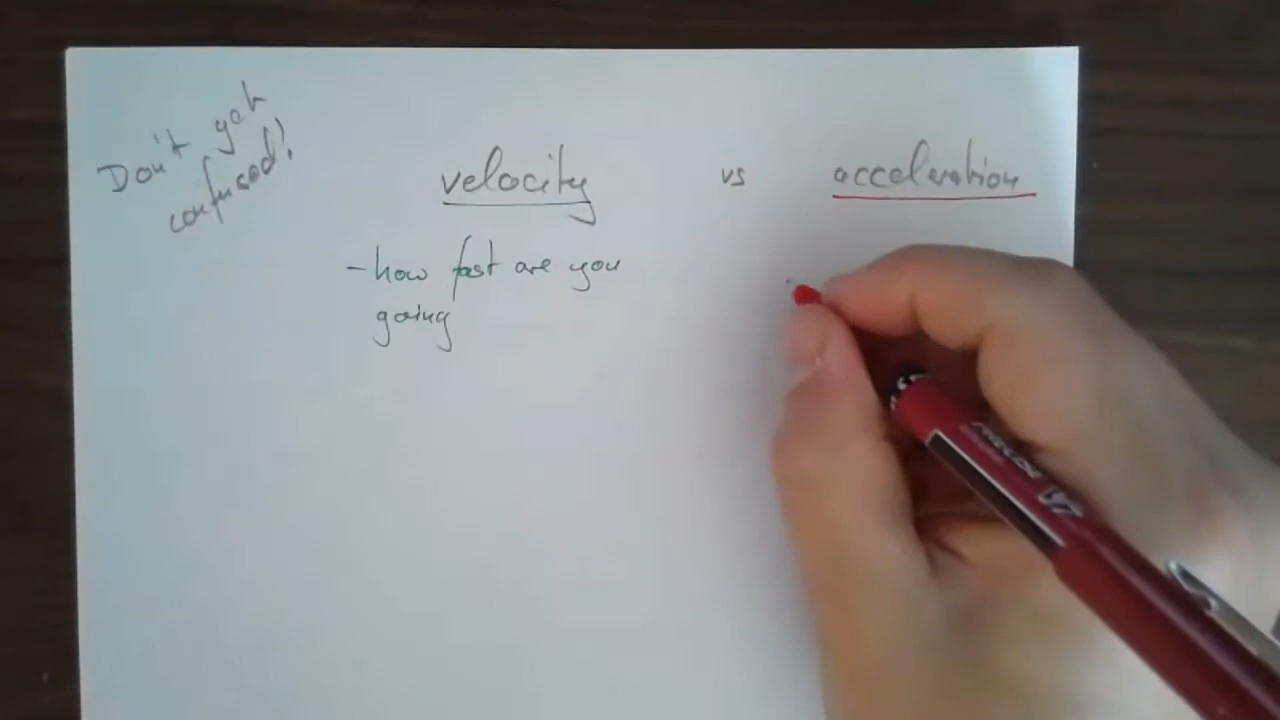 Don't get
confused!
velocity vs acceleration
- how fast are you
going